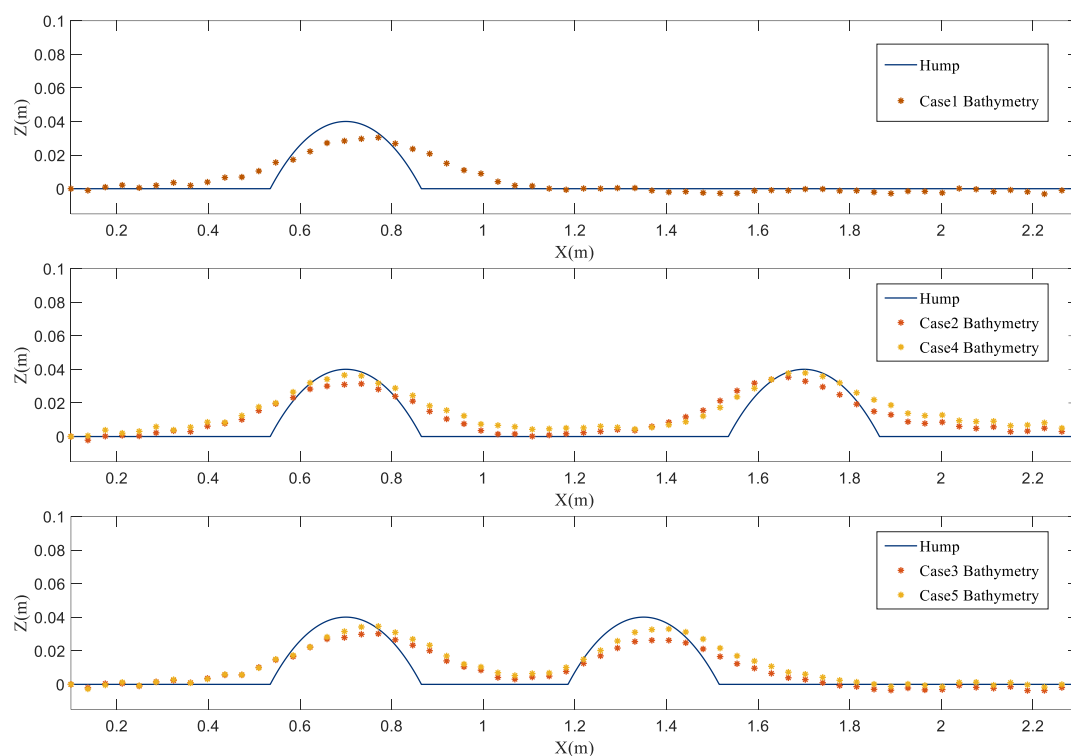 0.1
0.08
0.06
0.04
0.02
0
Z(m)
0.2 0.4 0.6 0.8 1 1.2 1.4 1.6 1.8 2 2.2
X(m)
Hump
Case1 Bathymetry
0.1
0.08
0.06
0.04
0.02
0
Z(m)
0.2 0.4 0.6 0.8 1 1.2 1.4 1.6 1.8 2 2.2
X(m)
Hump
Case2 Bathymetry
Case4 Bathymetry
0.1
0.08
0.06
0.04
0.02
0
Z(m)
0.2 0.4 0.6 0.8 1 1.2 1.4 1.6 1.8 2 2.2
X(m)
Hump
Case3 Bathymetry
Case5 Bathymetry